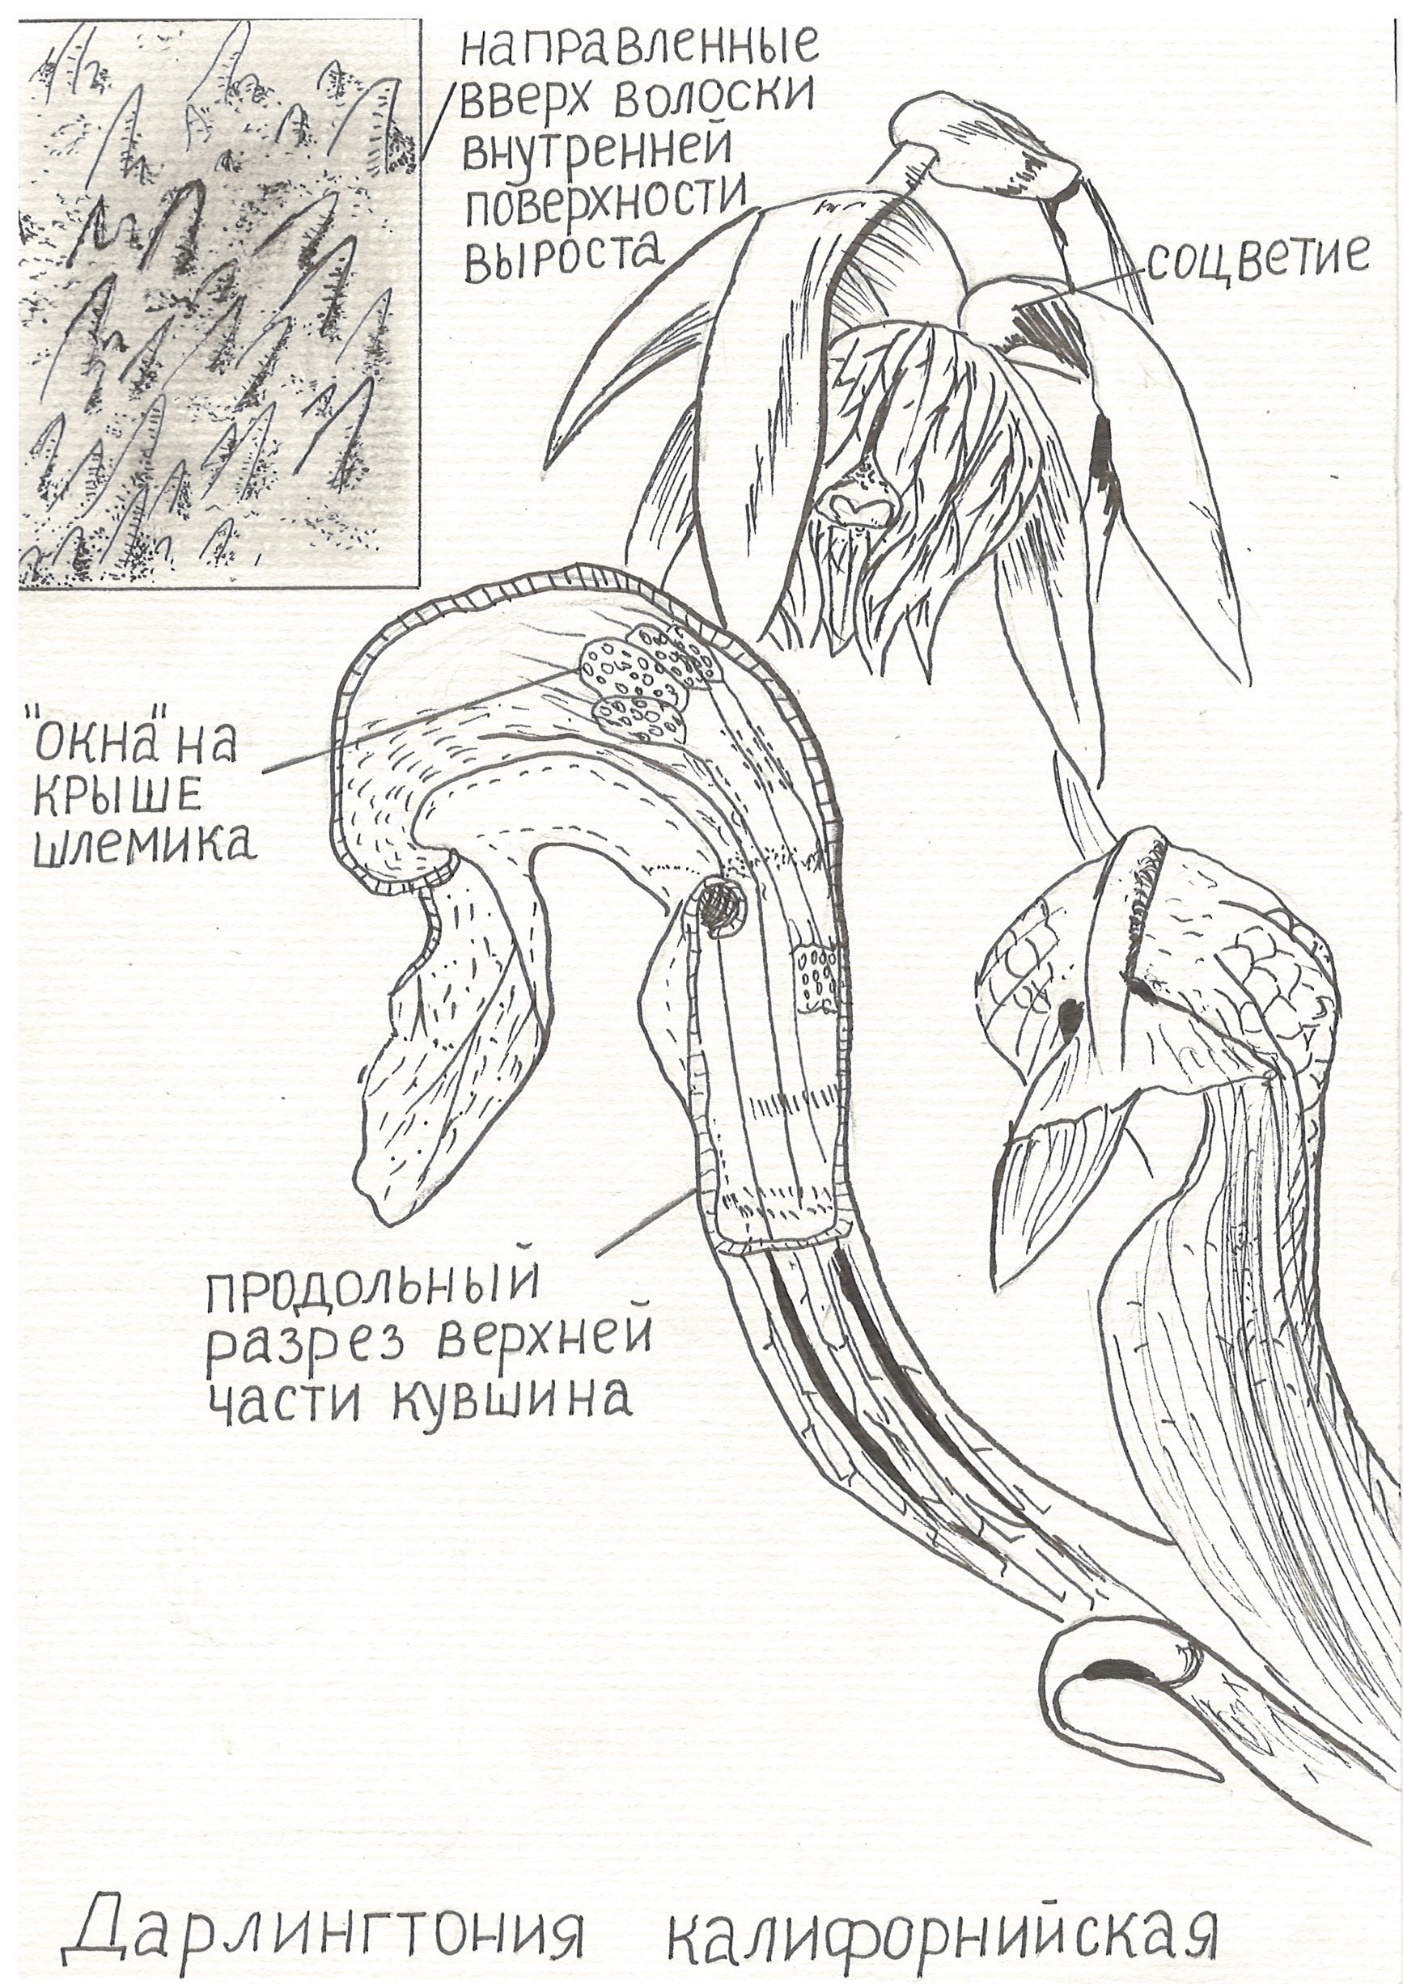 направленные
вверх волоски
внутренней
поверхности
выроста
соцветие
"окна" на
крыше
шлемика
продольный
разрез верхней
части кувшина
Дарлингтония калифорнийская